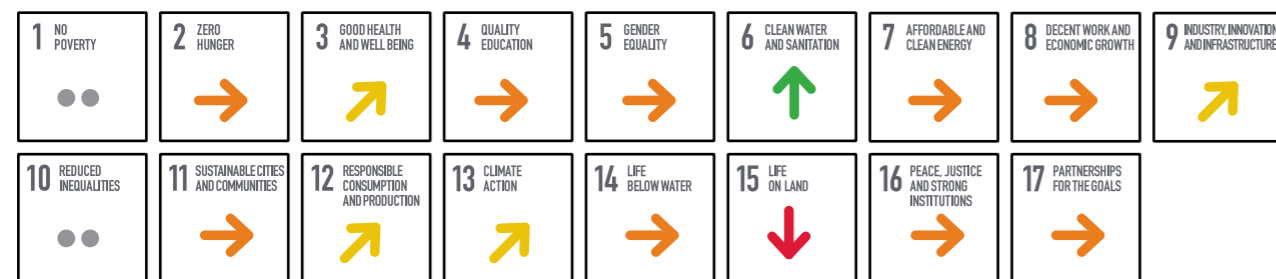 1 NO
POVERTY
2 ZERO
HUNGER
3 GOOD HEALTH
AND WELL BEING
4 QUALITY
EDUCATION
5 GENDER
EQUALITY
6 CLEAN WATER
AND SANITATION
7 AFFORDABLE AND
CLEAN ENERGY
8 DECENT WORK AND
ECONOMIC GROWTH
9 INDUSTRY, INNOVATION
AND INFRASTRUCTURE
10 REDUCED
INEQUALITIES
11 SUSTAINABLE CITIES
AND COMMUNITIES
12 RESPONSIBLE
CONSUMPTION
AND PRODUCTION
13 CLIMATE
ACTION
14 LIFE
BELOW WATER
15 LIFE
ON LAND
16 PEACE, JUSTICE
AND STRONG
INSTITUTIONS
17 PARTNERSHIPS
FOR THE GOALS